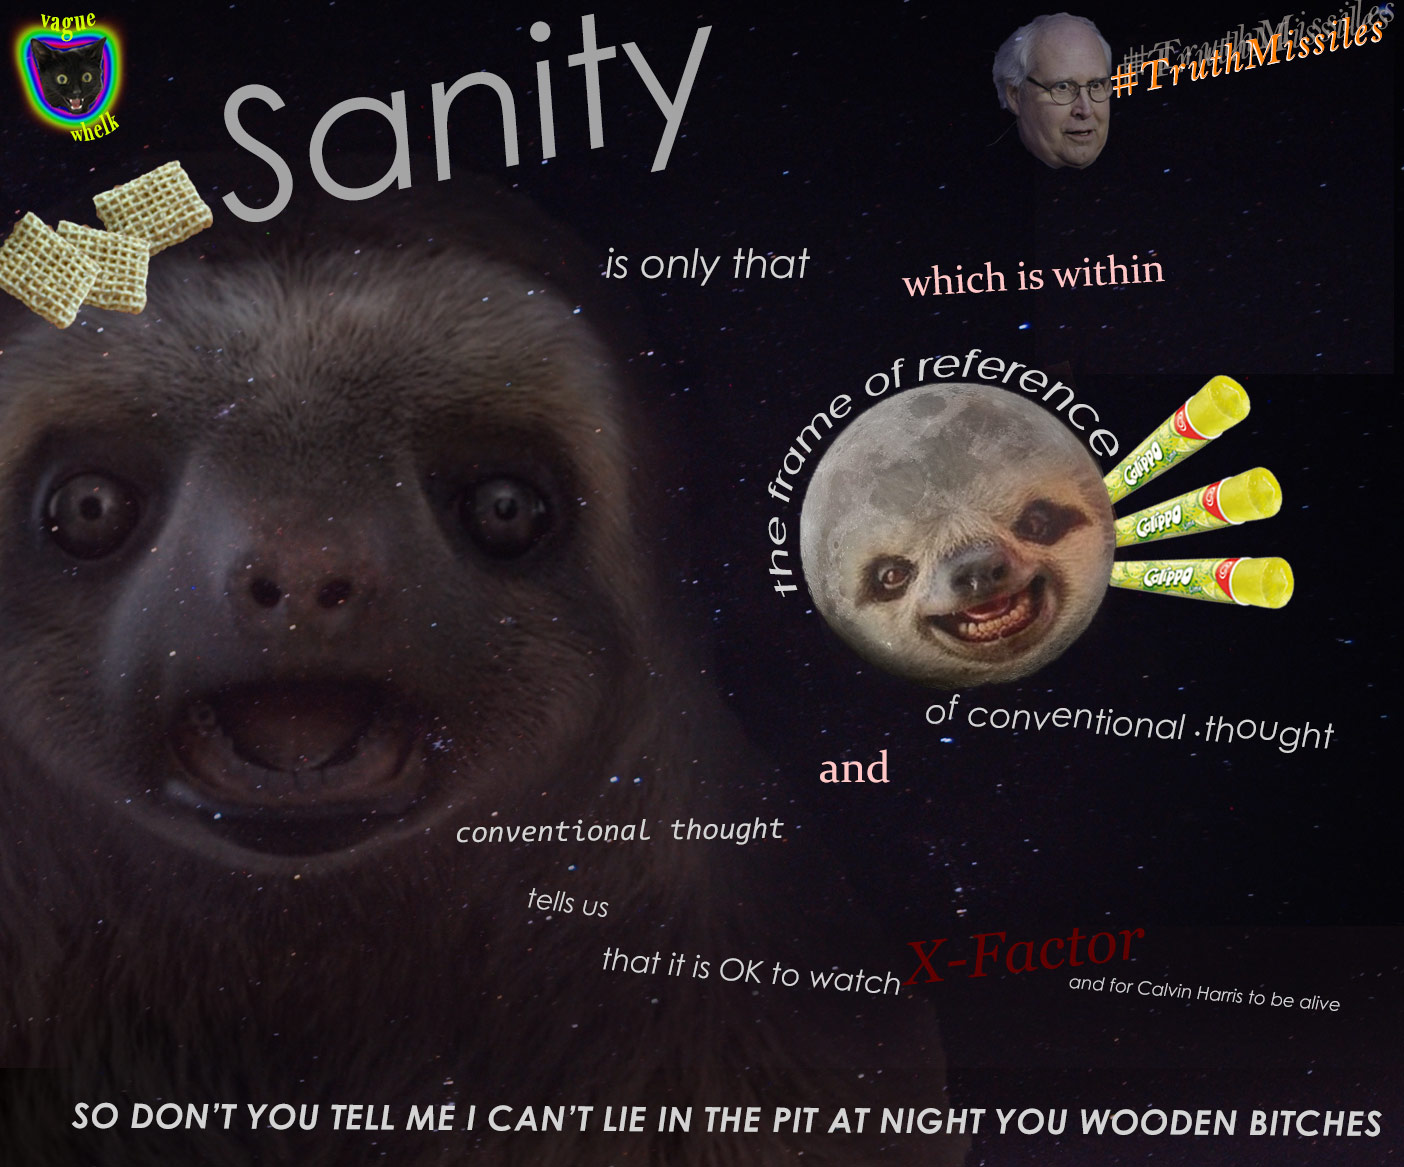 vague
whelk
#TruthMissiles
#TruthMissiles
Sanity
is only that
which is within
the frame of reference
Calippo
Calippo
Calippo
of conventional .thought
and
conventional thought
tells us
that it is OK to watch
X-Factor
and for Calvin Harris to be alive
SO DON'T YOU TELL ME I CAN'T LIE IN THE PIT AT NIGHT YOU WOODEN BITCHES